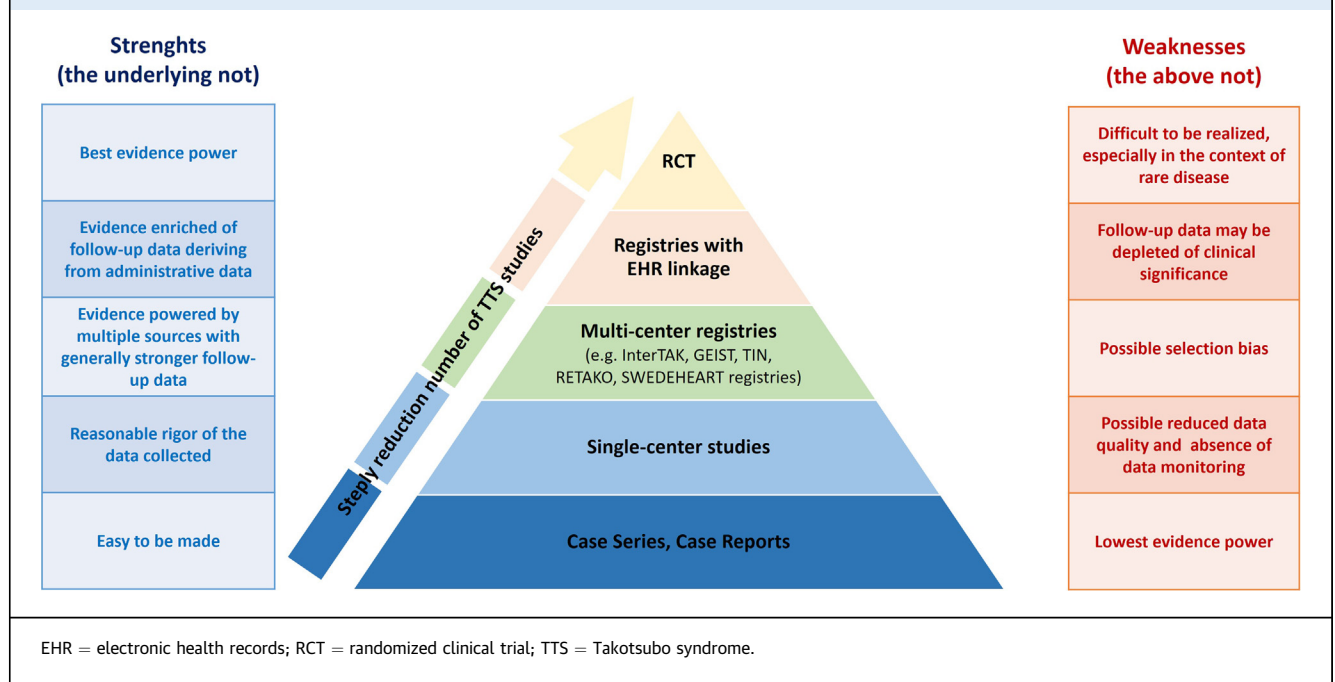 Strenghts
(the underlying not)
Best evidence power
Evidence enriched of
follow-up data deriving
from administrative data
Evidence powered by
multiple sources with
generally stronger follow-
up data
Reasonable rigor of the
data collected
Easy to be made
Steply reduction number of TTS studies
RCT
Registries with
EHR linkage
Multi-center registries
(e.g. InterTAK, GEIST, TIN,
RETAKO, SWEDEHEART registries)
Single-center studies
Case Series, Case Reports
Weaknesses
(the above not)
Difficult to be realized,
especially in the context of
rare disease
Follow-up data may be
depleted of clinical
significance
Possible selection bias
Possible reduced data
quality and absence of
data monitoring
Lowest evidence power
EHR = electronic health records; RCT = randomized clinical trial; TTS = Takotsubo syndrome.